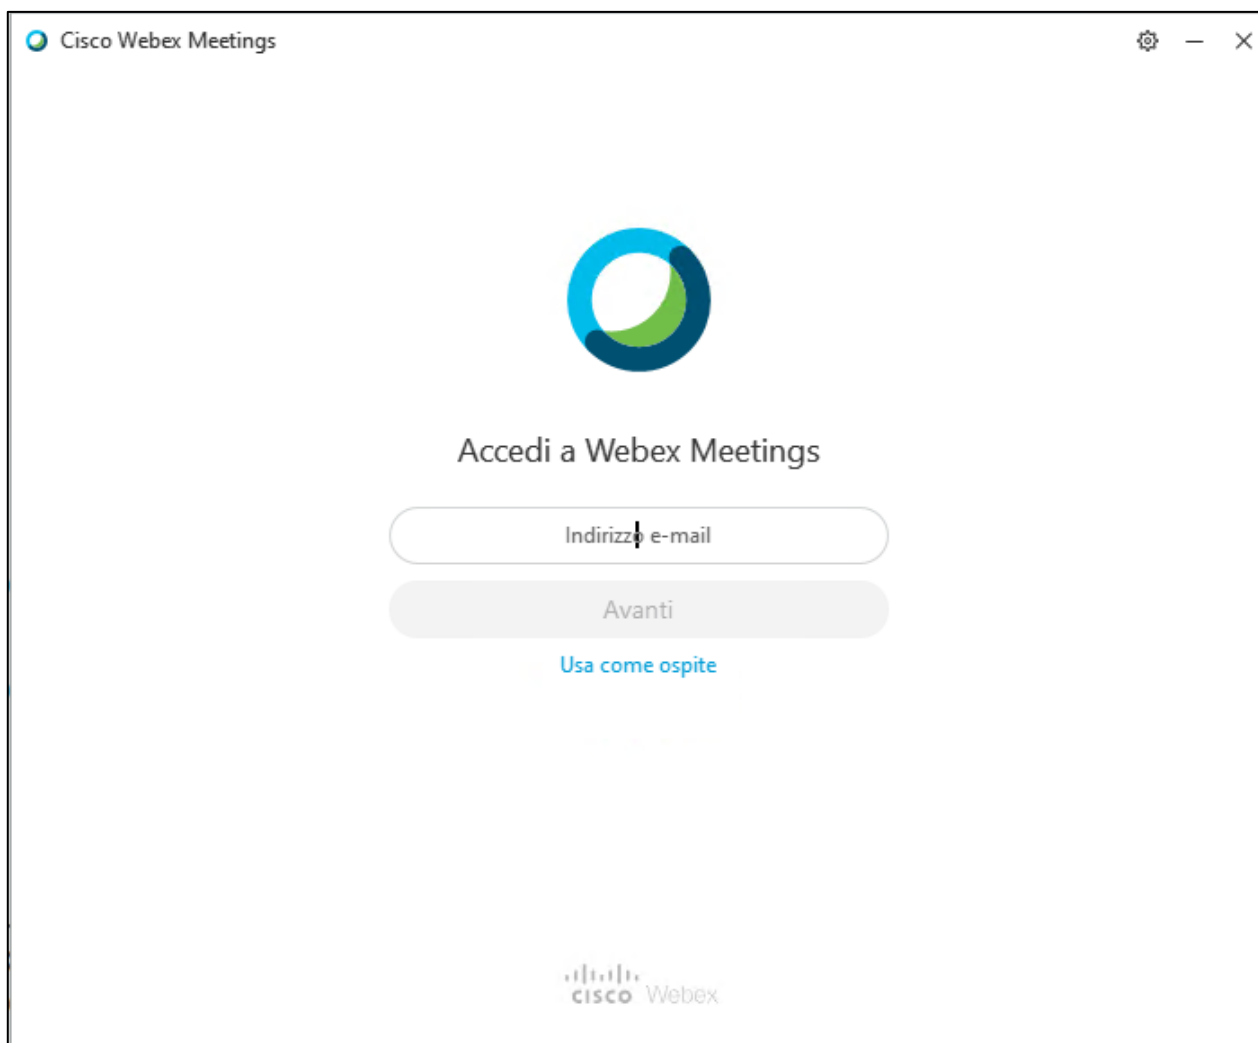 Cisco Webex Meetings
Accedi a Webex Meetings
Indirizzo e-mail
Avanti
Usa come ospite
CISCO Webex